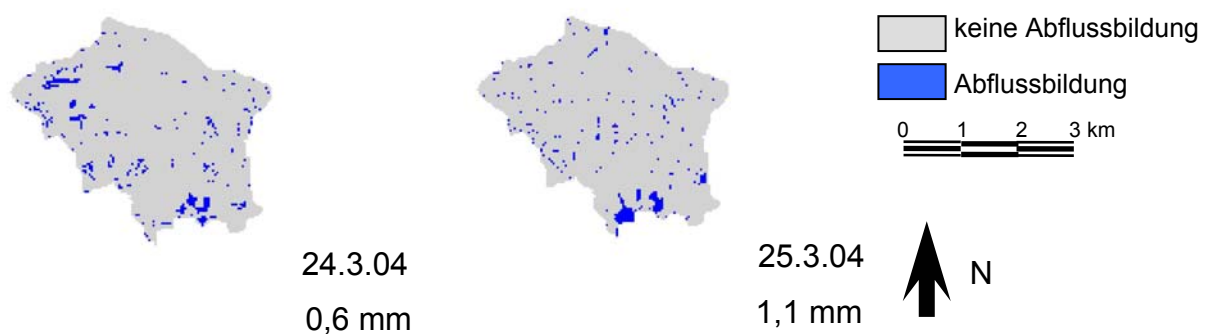 keine Abflussbildung
Abflussbildung
0 1 2 3 km
24.3.04
0,6 mm
25.3.04
1,1 mm
N